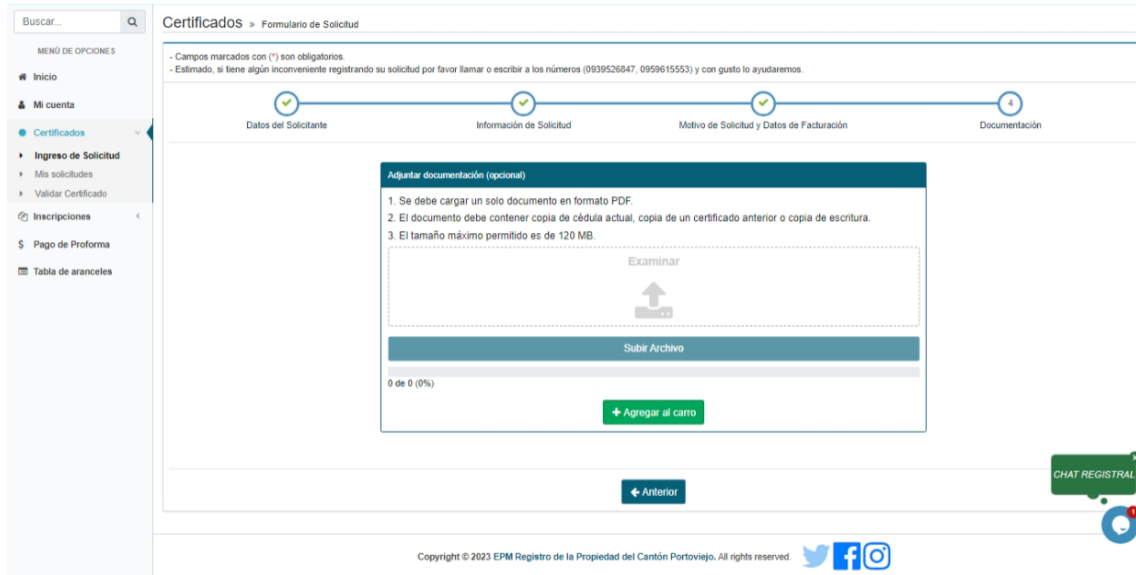 Buscar...
MENÚ DE OPCIONES
Inicio
Mi cuenta
Certificados
Ingreso de Solicitud
Mis solicitudes
Validar Certificado
Inscripciones
Pago de Proforma
Tabla de aranceles
Certificados » Formulario de Solicitud
- Campos marcados con (*) son obligatorios.
- Estimado, si tiene algún inconveniente registrando su solicitud por favor llamar o escribir a los números (0939526847, 0959615553) y con gusto lo ayudaremos.
4
Datos del Solicitante Información de Solicitud Motivo de Solicitud y Datos de Facturación Documentación
Adjuntar documentación (opcional)
1. Se debe cargar un solo documento en formato PDF.
2. El documento debe contener copia de cédula actual, copia de un certificado anterior o copia de escritura.
3. El tamaño máximo permitido es de 120 MB.
Examinar
Subir Archivo
0 de 0 (0%)
+ Agregar al carro
Anterior
CHAT REGISTRAL
1
Copyright © 2023 EPM Registro de la Propiedad del Cantón Portoviejo. All rights reserved.